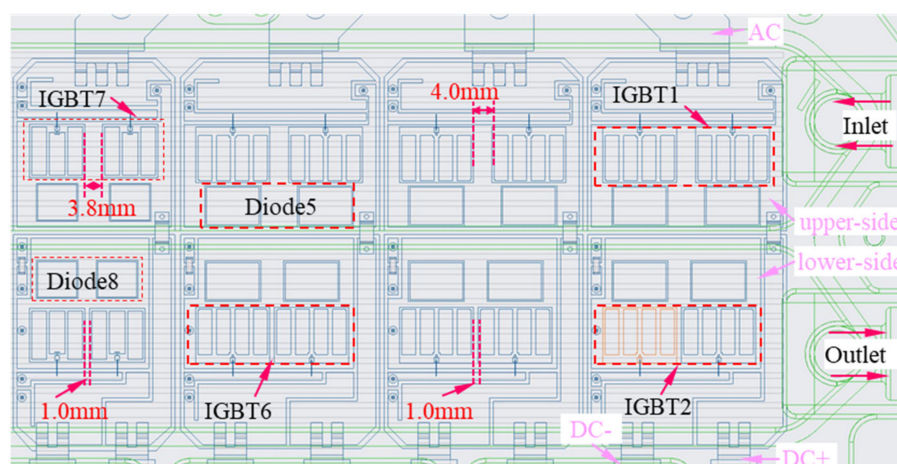 AC
IGBT7
4.0mm
IGBT1
Inlet
3.8mm
Diode5
upper-side
lower-side
Diode8
Outlet
1.0mm
IGBT6
1.0mm
IGBT2
DC-
DC+